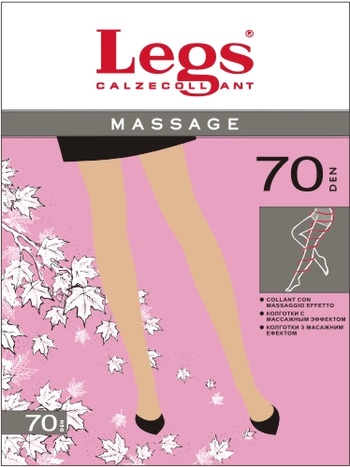 Legs®
CALZECOLLANT
MASSAGE
70
DEN
COLLANT CON
MASSAGGIO EFFETTO
КОЛГОТКИ С
МАССАЖНЫМ ЭФФЕКТОМ
КОЛГОТКИ З МАСАЖНИМ
ЕФЕКТОМ
70
DEN